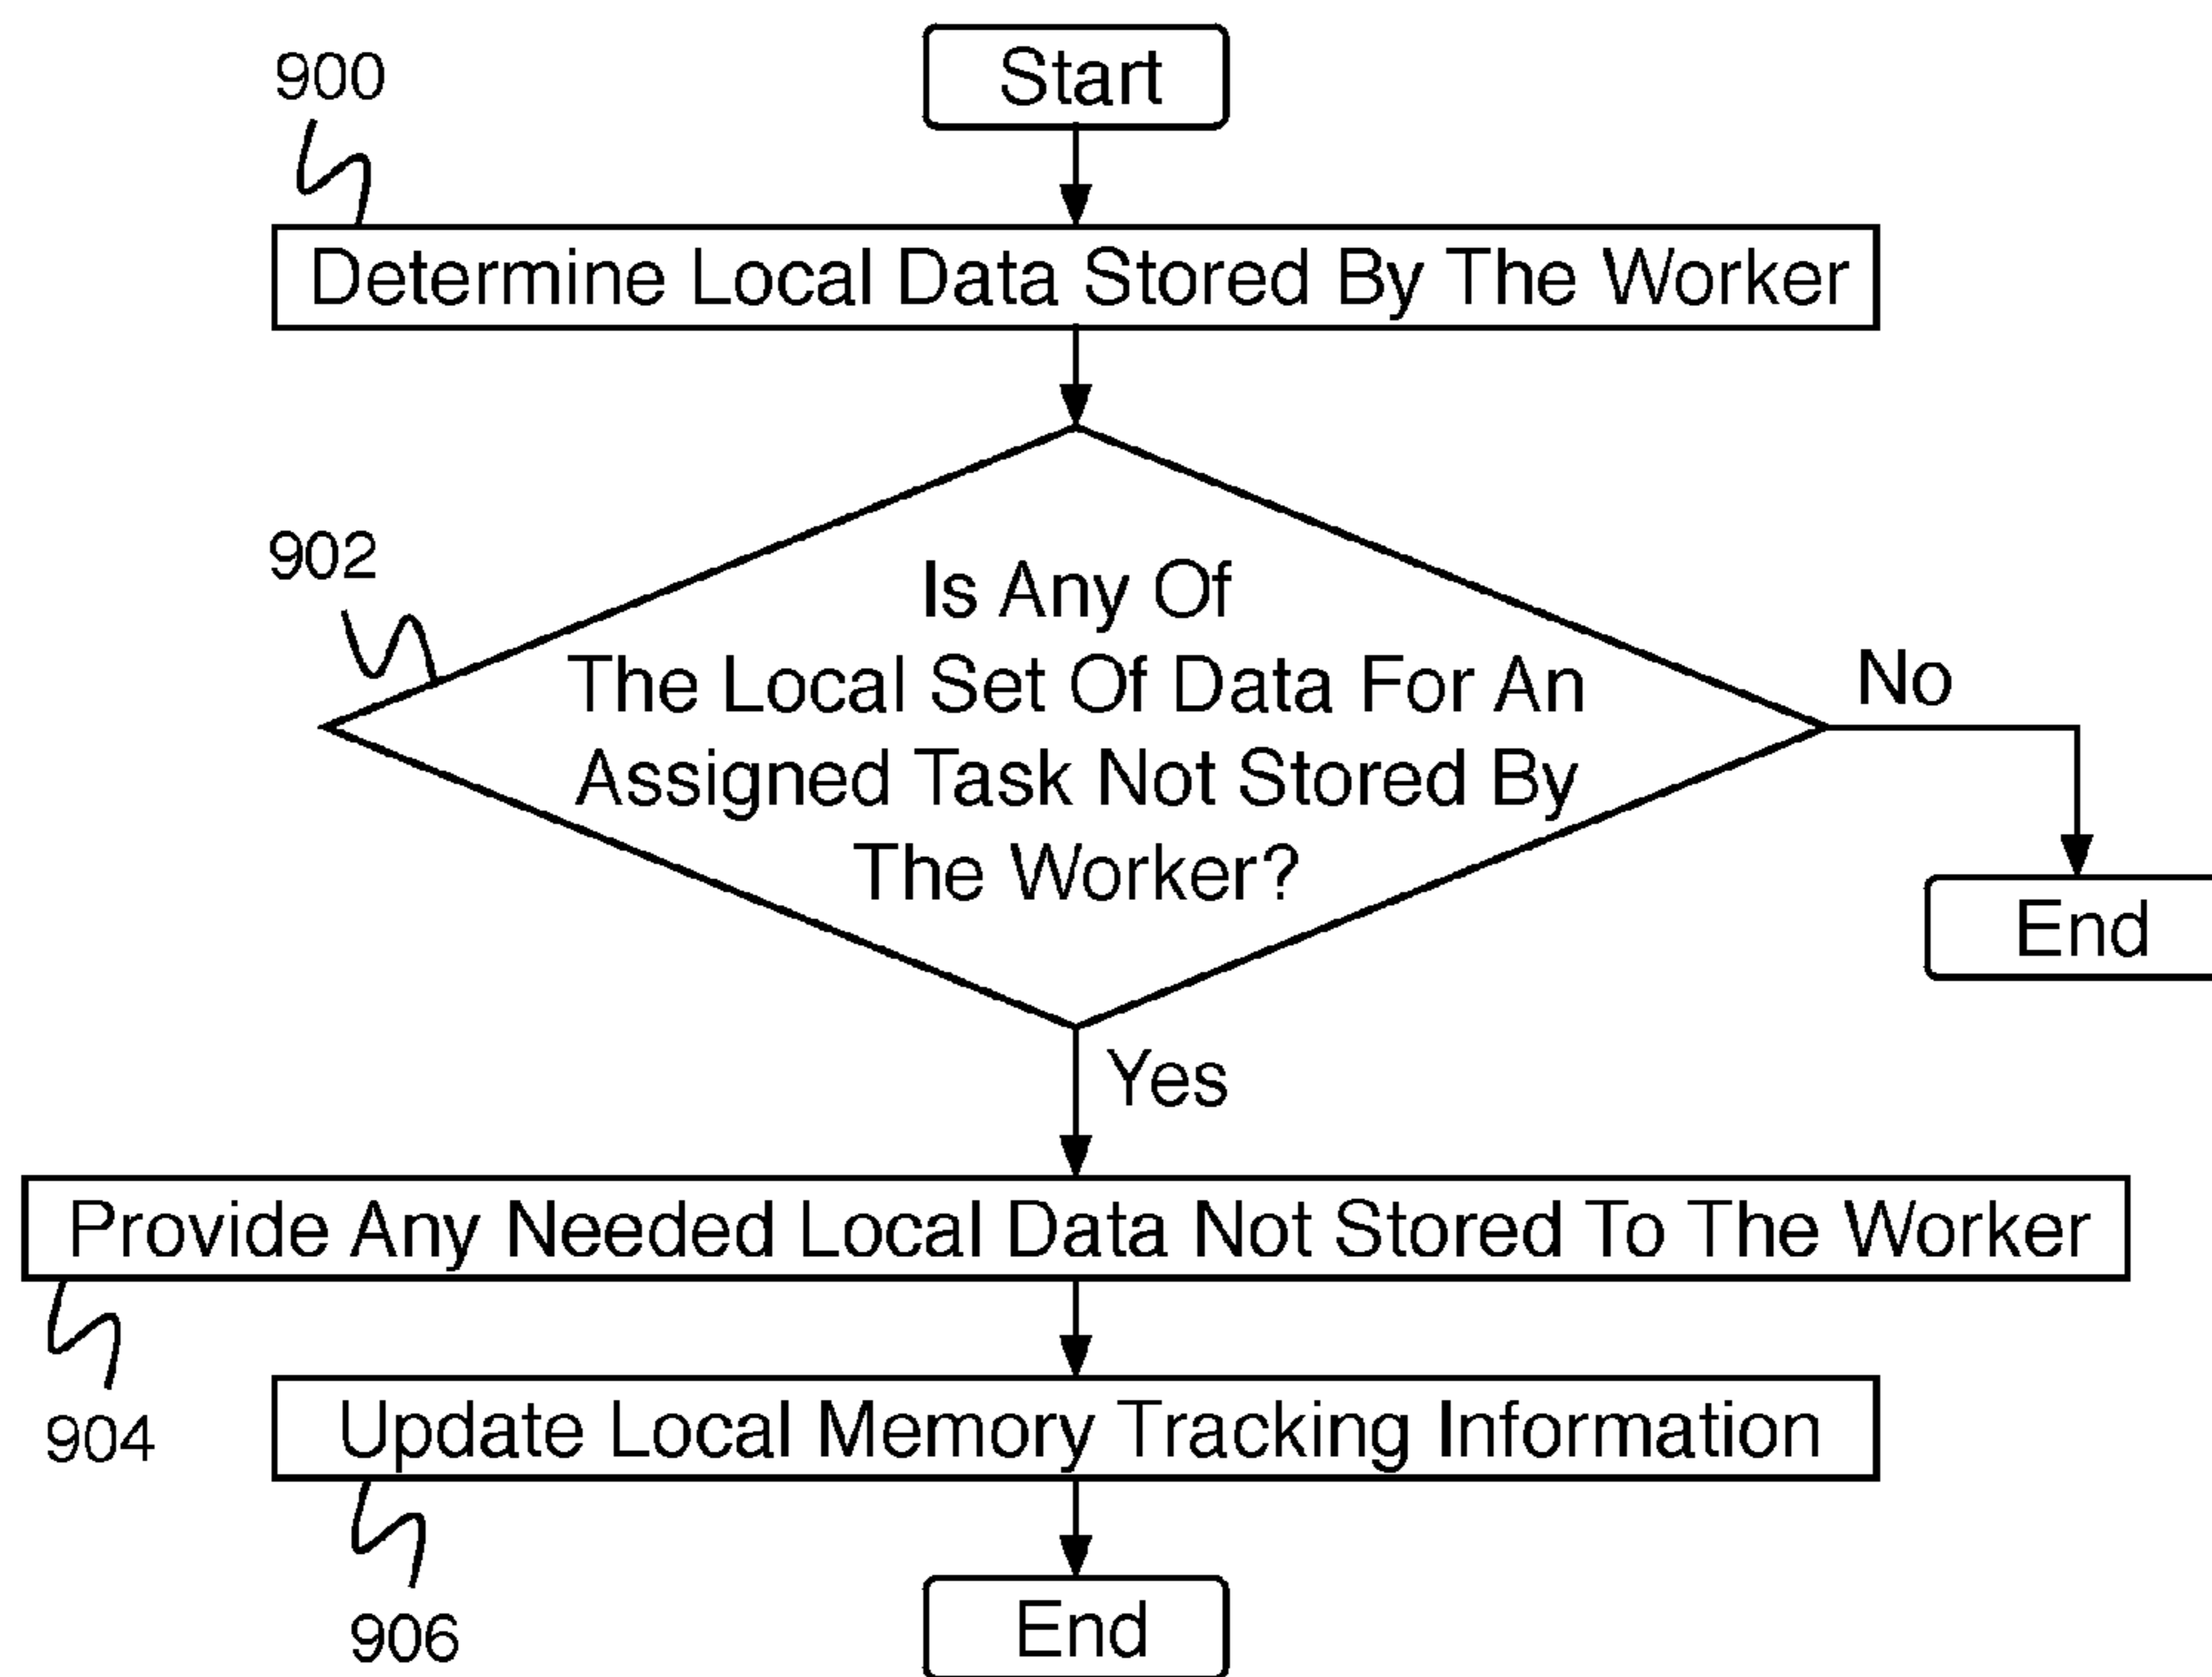 Start
900
Determine Local Data Stored By The Worker
902
Is Any Of
The Local Set Of Data For An
Assigned Task Not Stored By
The Worker?
No
End
Yes
Provide Any Needed Local Data Not Stored To The Worker
904
Update Local Memory Tracking Information
906
End